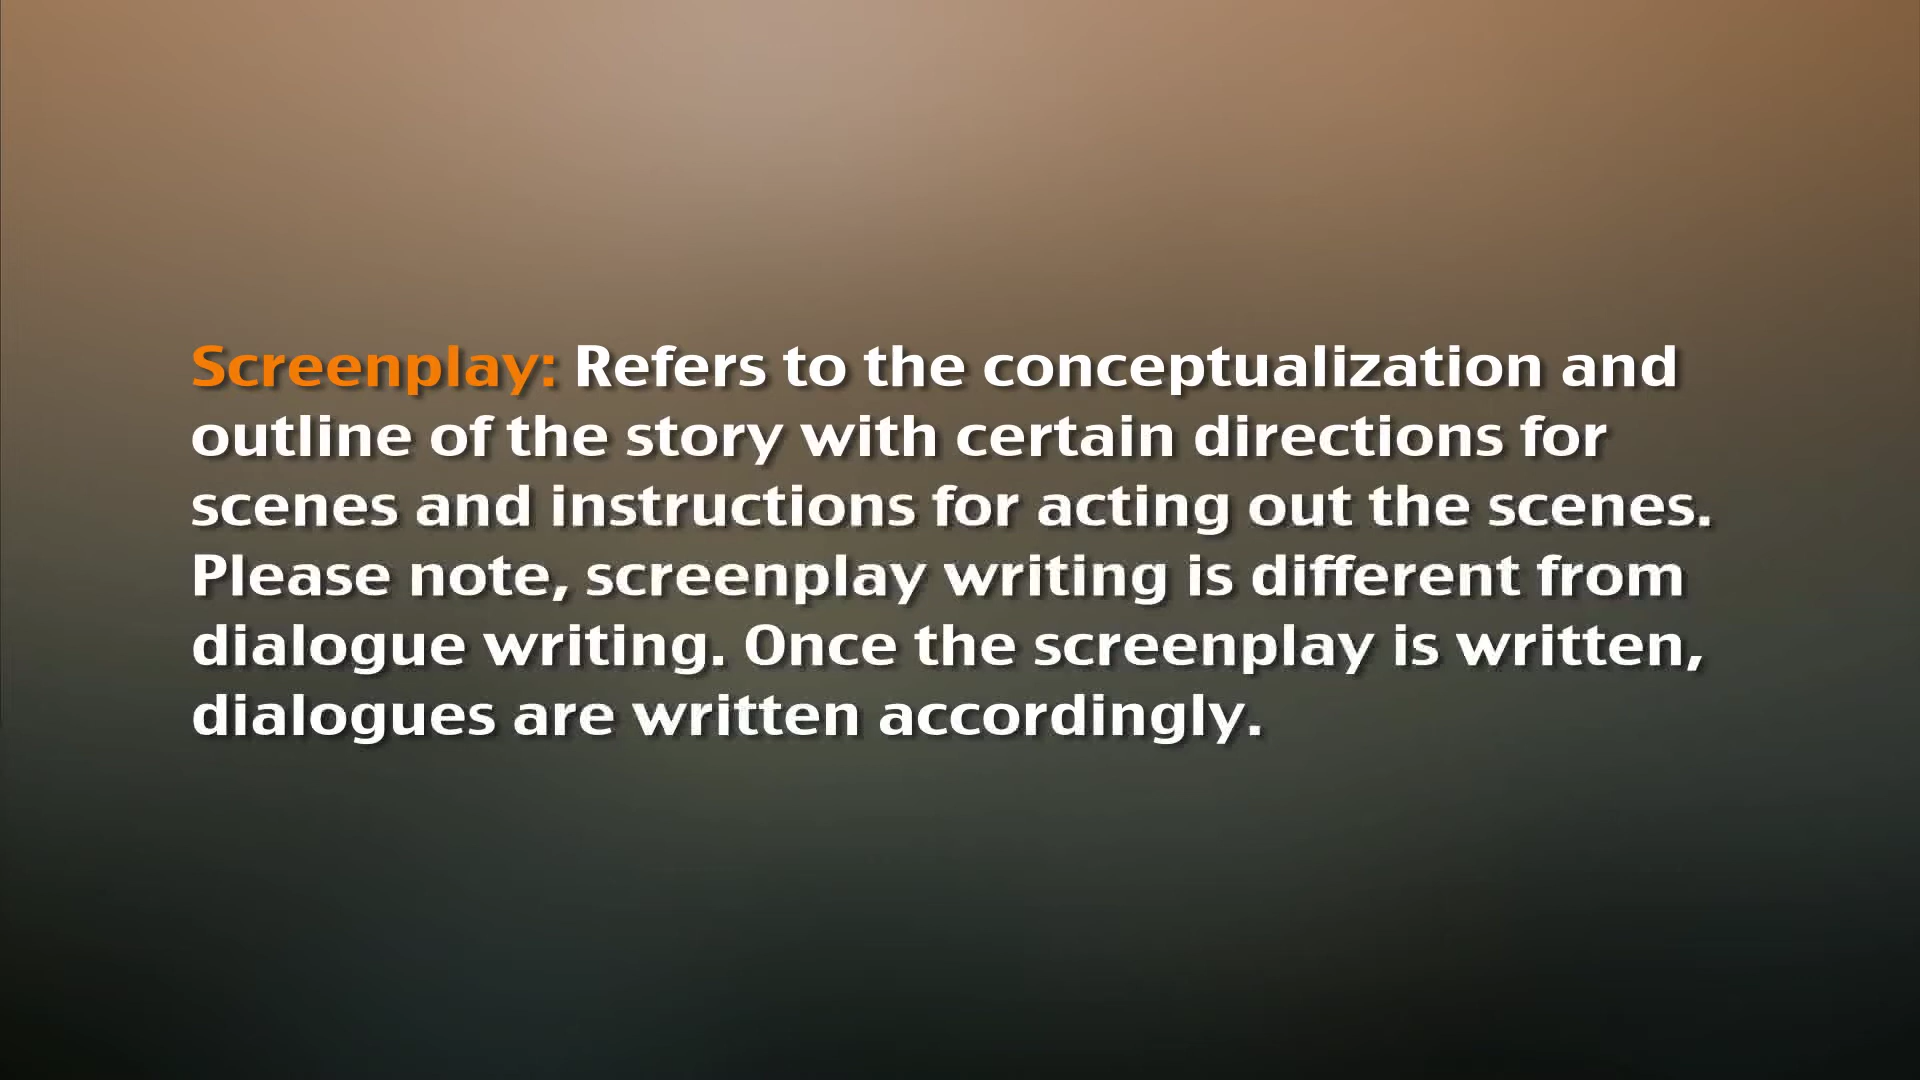 Screenplay: Refers to the conceptualization and
outline of the story with certain directions for
scenes and instructions for acting out the scenes.
Please note, screenplay writing is different from
dialogue writing. Once the screenplay is written,
dialogues are written accordingly.